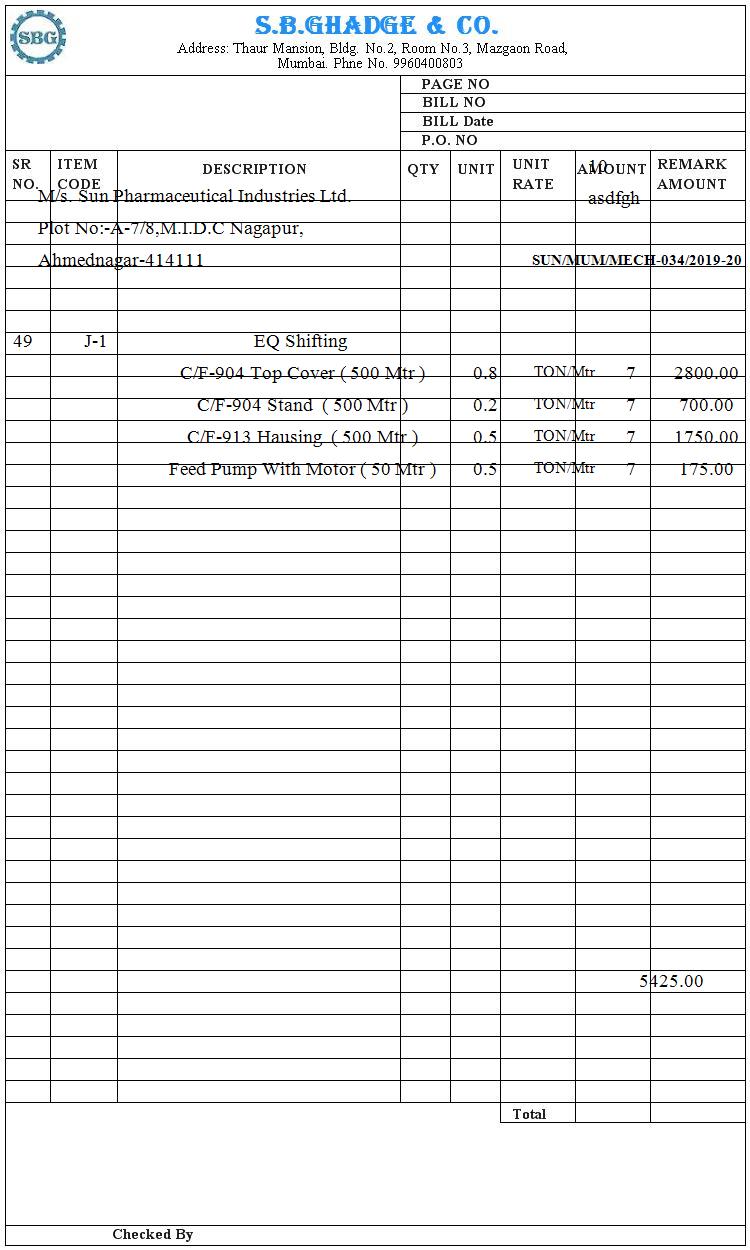 SBG
S.B.GHADGE & CO.
Address: Thaur Mansion, Bldg. No.2, Room No.3, Mazgaon Road,
Mumbai. Phne No. 9960400803
PAGE NO
BILL NO
BILL Date
P.O. NO
SR NO. ITEM CODE DESCRIPTION QTY UNIT UNIT RATE AMOUNT REMARK AMOUNT
10
M/s. Sun Pharmaceutical Industries Ltd. asdfgh
Plot No:-A-7/8,M.I.D.C Nagapur,
Ahmednagar-414111 SUN/MUM/MECH-034/2019-20
49 J-1 EQ Shifting
C/F-904 Top Cover ( 500 Mtr ) 0.8 TON/Mtr 7 2800.00
C/F-904 Stand ( 500 Mtr ) 0.2 TON/Mtr 7 700.00
C/F-913 Hausing ( 500 Mtr ) 0.5 TON/Mtr 7 1750.00
Feed Pump With Motor ( 50 Mtr ) 0.5 TON/Mtr 7 175.00
5425.00
Total
Checked By